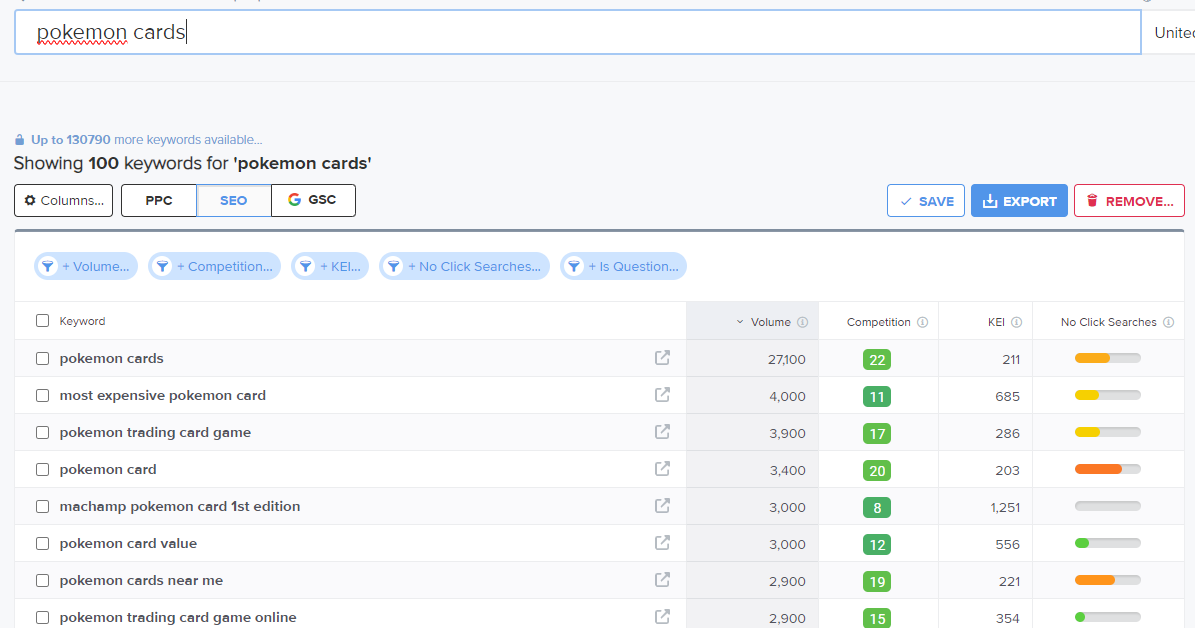 pokemon cards
United
Up to 130790 more keywords available...
Showing 100 keywords for 'pokemon cards'
Columns... PPC SEO GSC SAVE EXPORT REMOVE...
+ Volume... + Competition... + KEI... + No Click Searches... + Is Question...
Keyword Volume Competition KEI No Click Searches
pokemon cards 27,100 22 211
most expensive pokemon card 4,000 11 685
pokemon trading card game 3,900 17 286
pokemon card 3,400 20 203
machamp pokemon card 1st edition 3,000 8 1,251
pokemon card value 3,000 12 556
pokemon cards near me 2,900 19 221
pokemon trading card game online 2,900 15 354